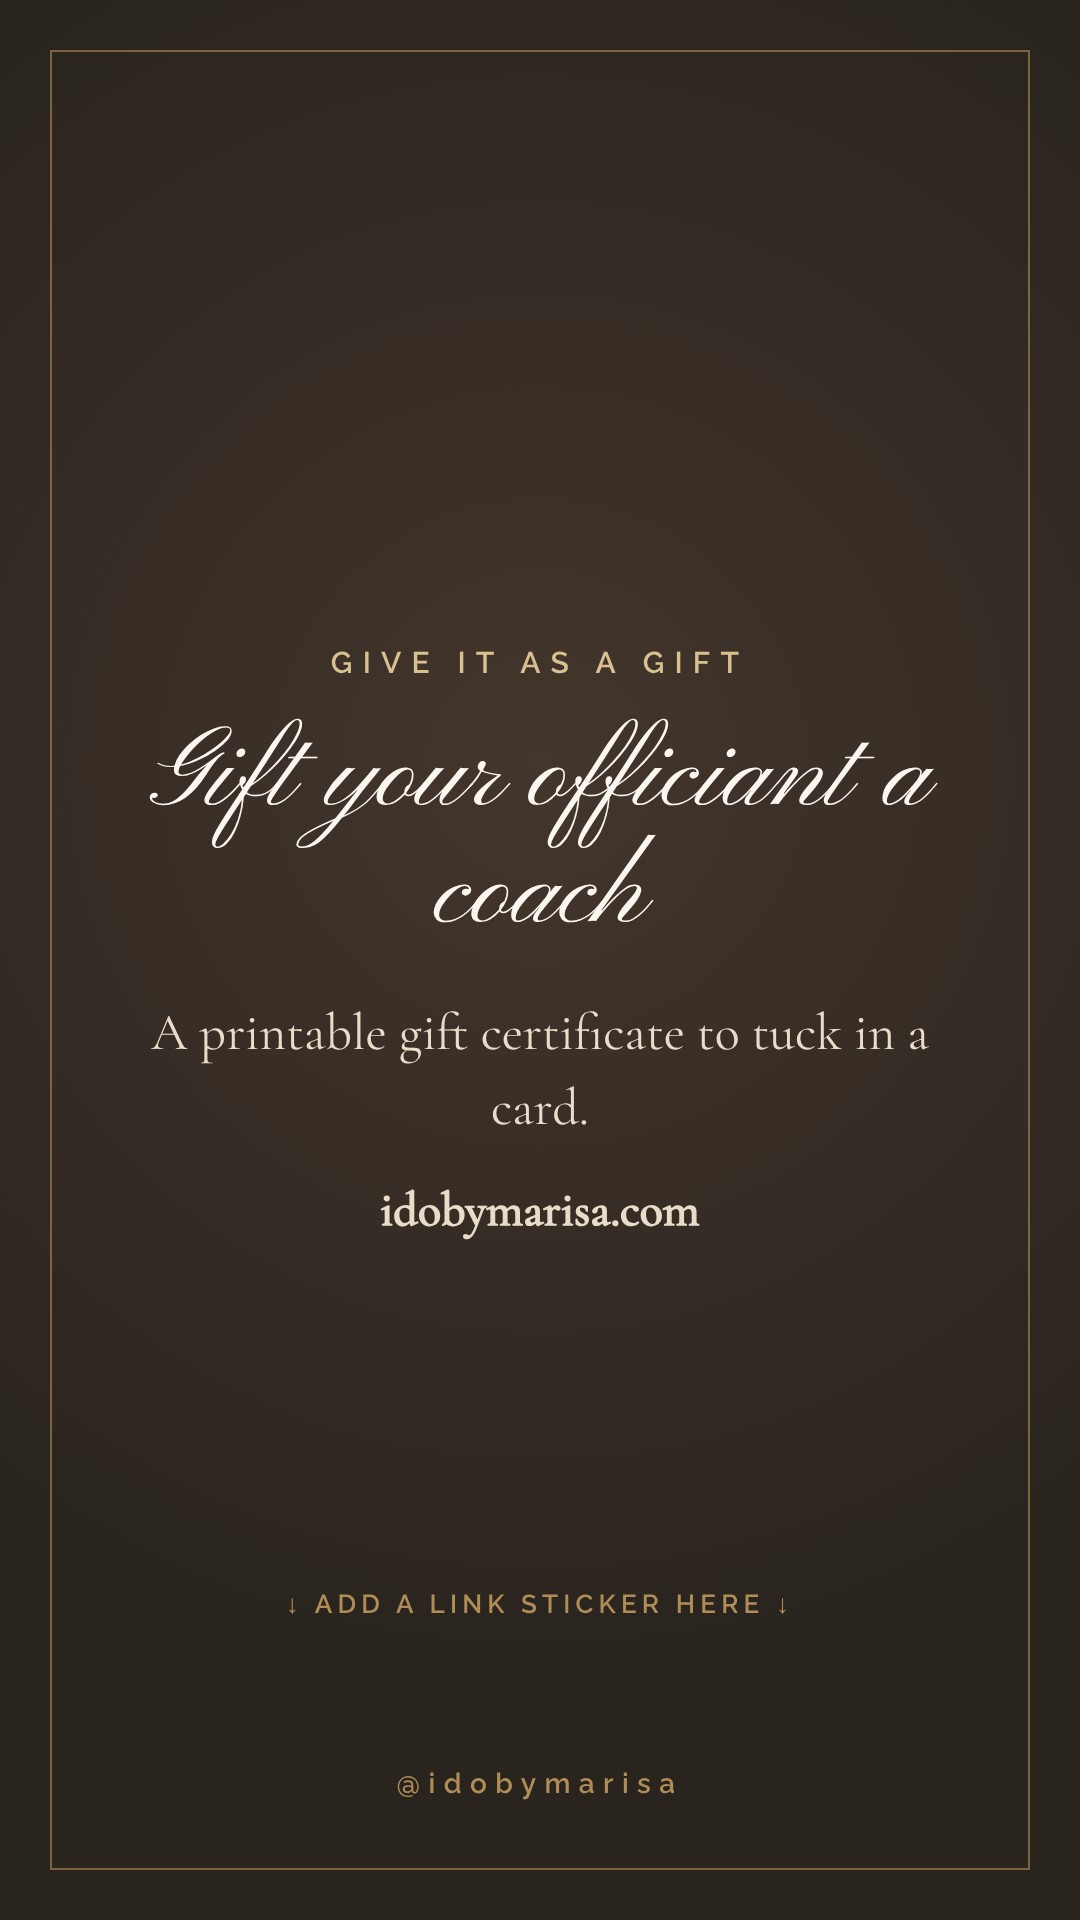 GIVE IT AS A GIFT
Gift your officiant a
coach
A printable gift certificate to tuck in a
card.
idobymarisa.com
↓ ADD A LINK STICKER HERE ↓
@idobymarisa